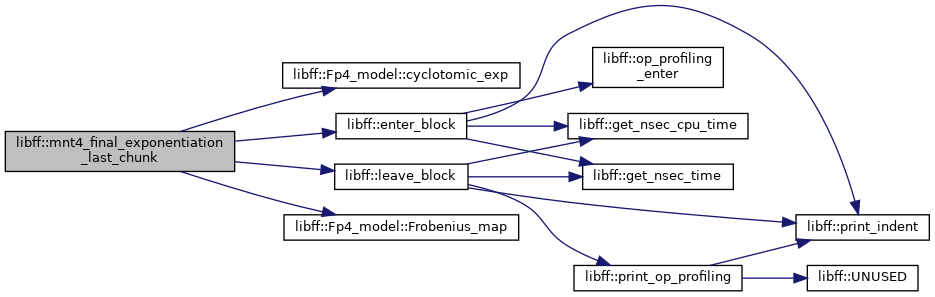 libff::mnt4_final_exponentiation
_last_chunk
libff::Fp4_model::cyclotomic_exp
libff::enter_block
libff::leave_block
libff::Fp4_model::Frobenius_map
libff::op_profiling
_enter
libff::get_nsec_cpu_time
libff::get_nsec_time
libff::print_op_profiling
libff::print_indent
libff::UNUSED